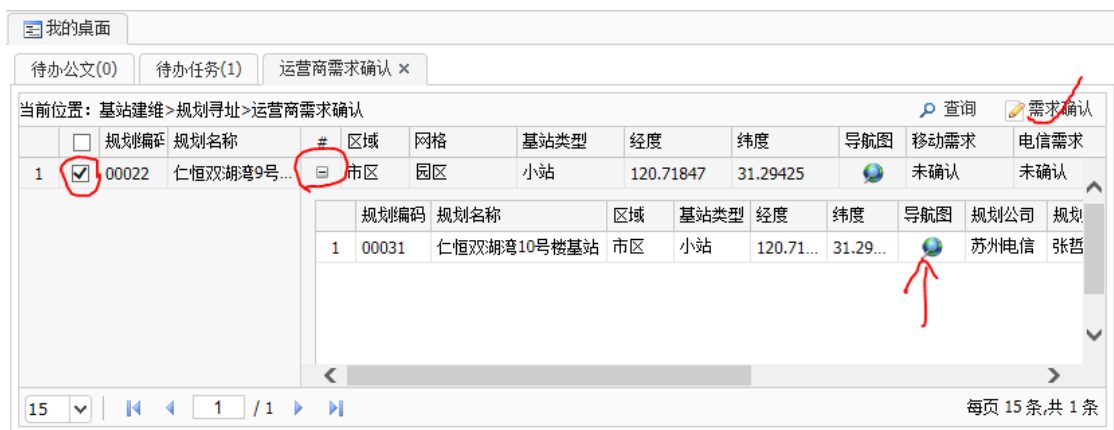 我的桌面
待办公文(0) 待办任务(1) 运营商需求确认 ×
当前位置：基站建维>规划寻址>运营商需求确认 查询 需求确认
规划编码 规划名称 # 区域 网格 基站类型 经度 纬度 导航图 移动需求 电信需求
1 00022 仁恒双湖湾9号... 市区 园区 小站 120.71847 31.29425 未确认 未确认
规划编码 规划名称 区域 基站类型 经度 纬度 导航图 规划公司 规划
1 00031 仁恒双湖湾10号楼基站 市区 小站 120.71... 31.29... 苏州电信 张哲
15 1 / 1 每页 15 条,共 1 条